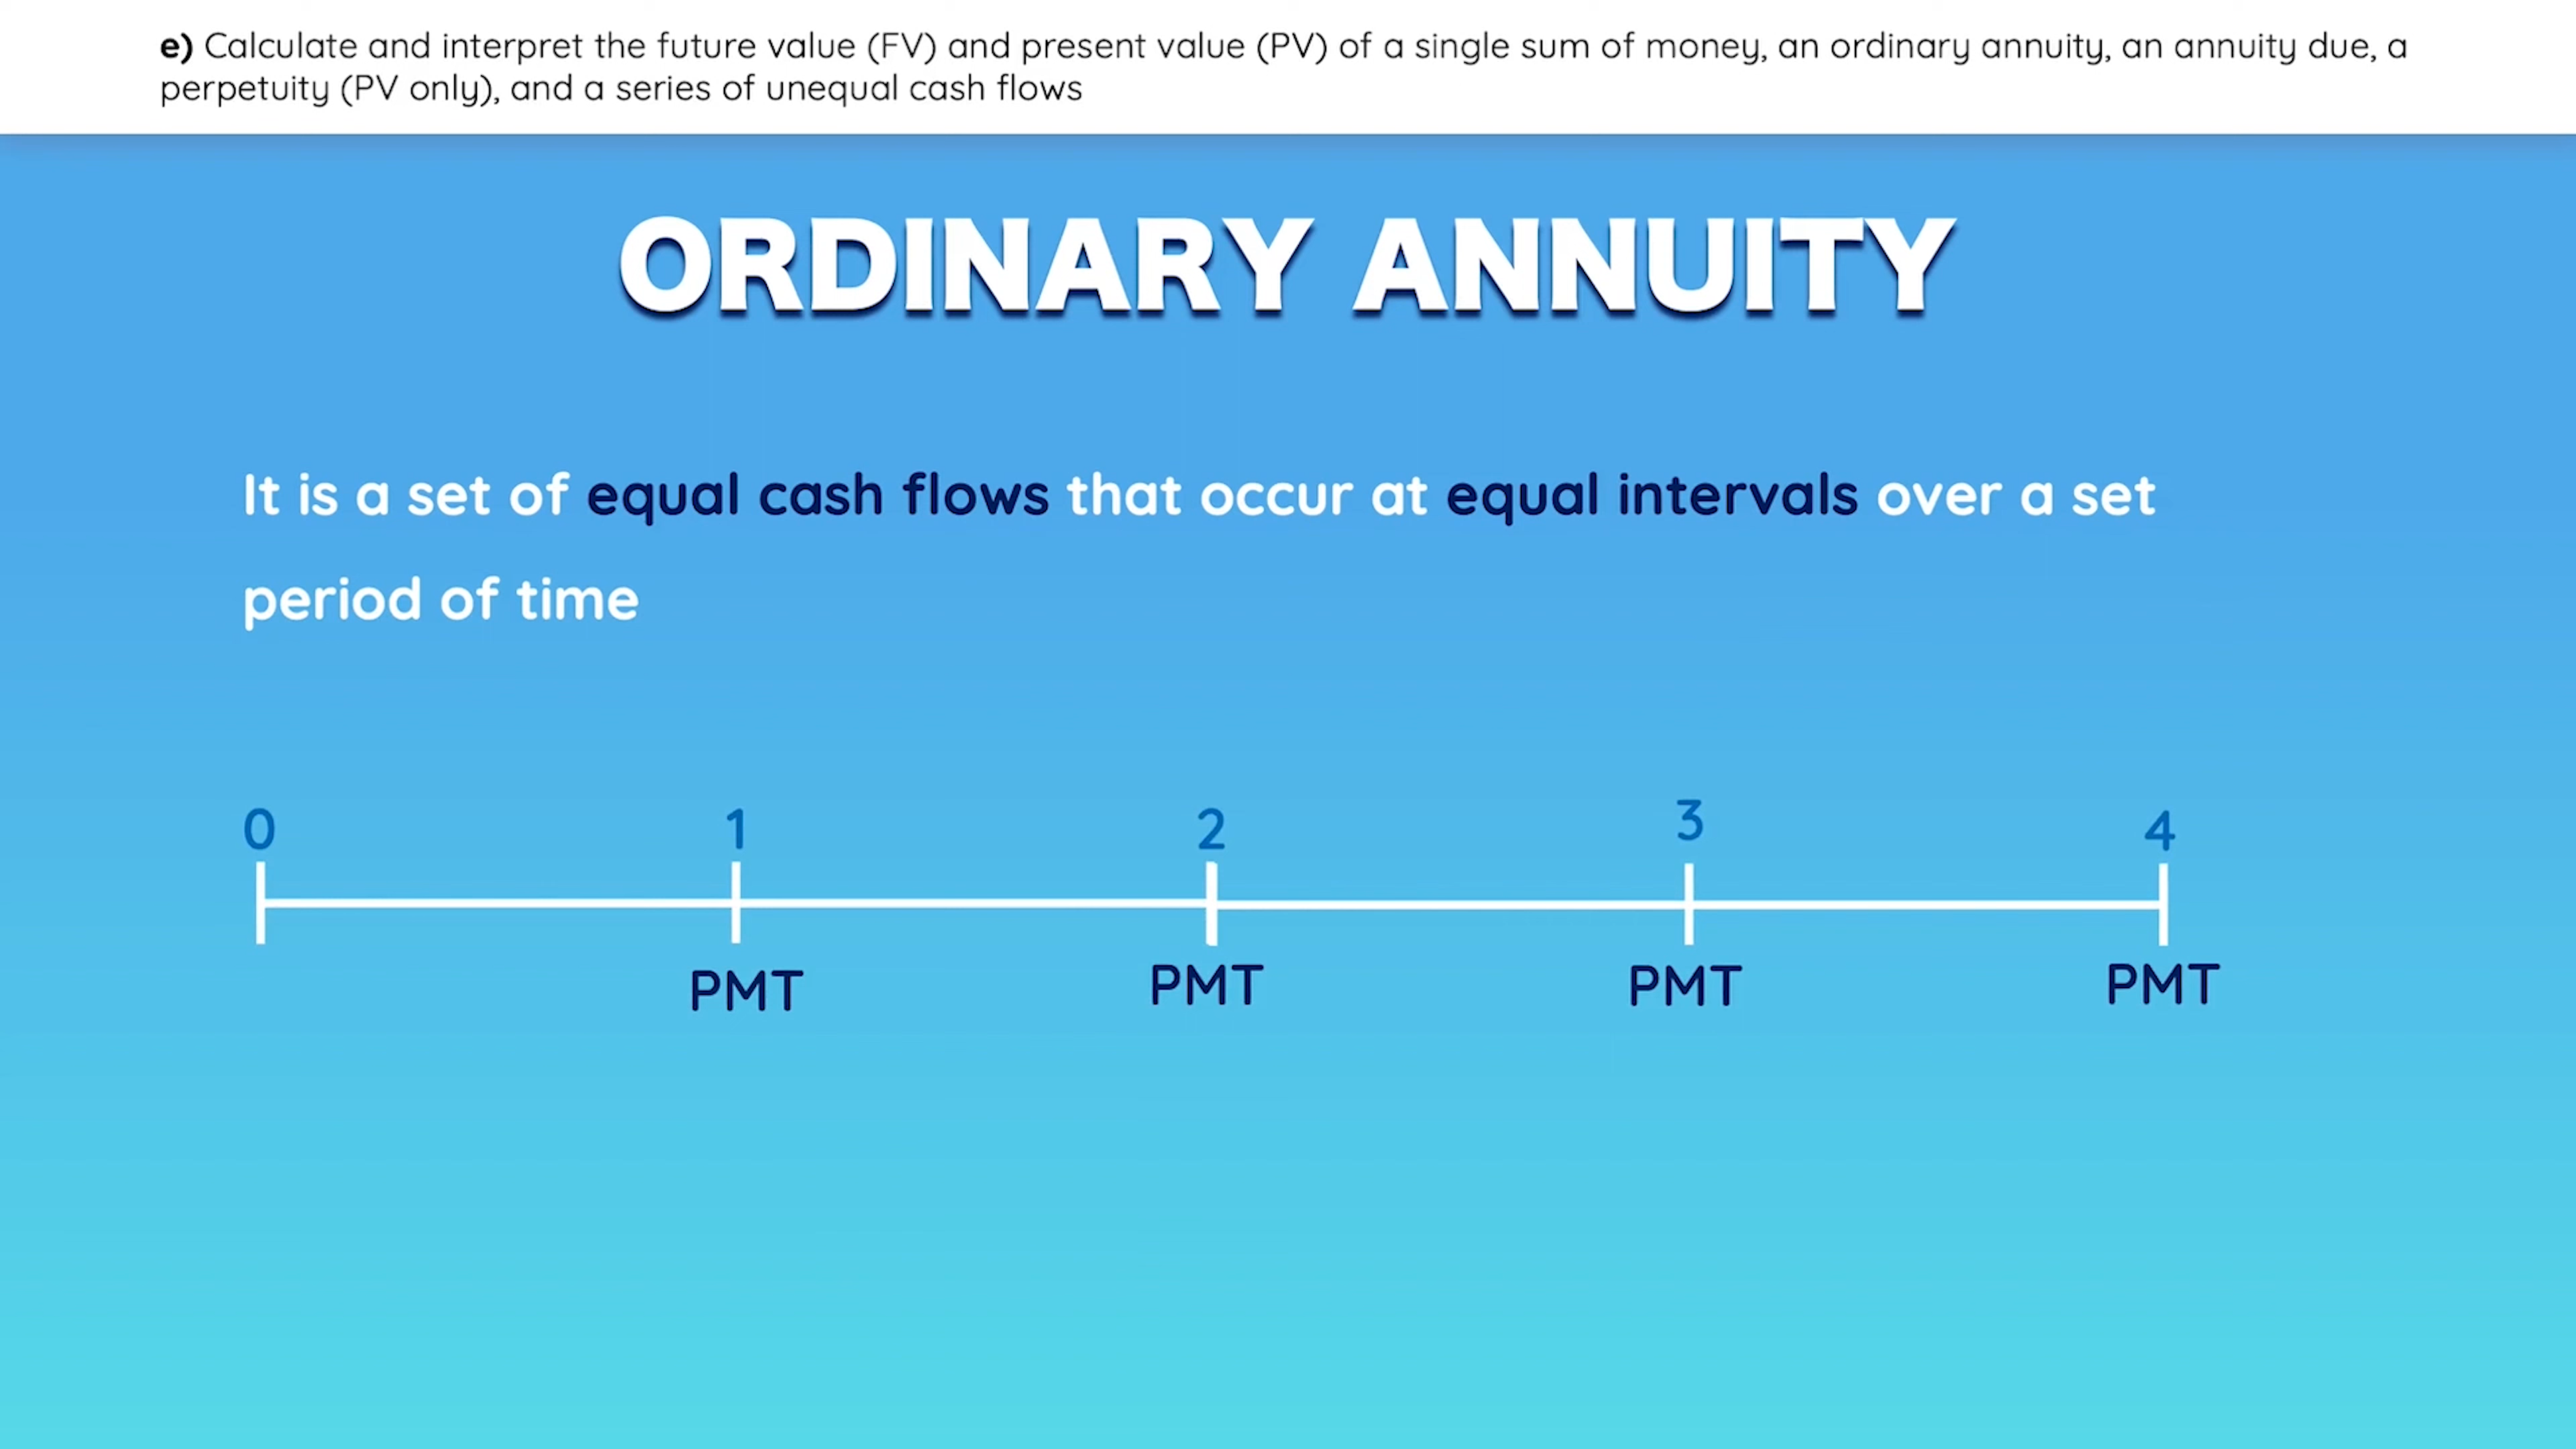 e) Calculate and interpret the future value (FV) and present value (PV) of a single sum of money, an ordinary annuity, an annuity due, a
perpetuity (PV only), and a series of unequal cash flows
ORDINARY ANNUITY
It is a set of equal cash flows that occur at equal intervals over a set
period of time
0 1 2 3 4
PMT PMT PMT PMT